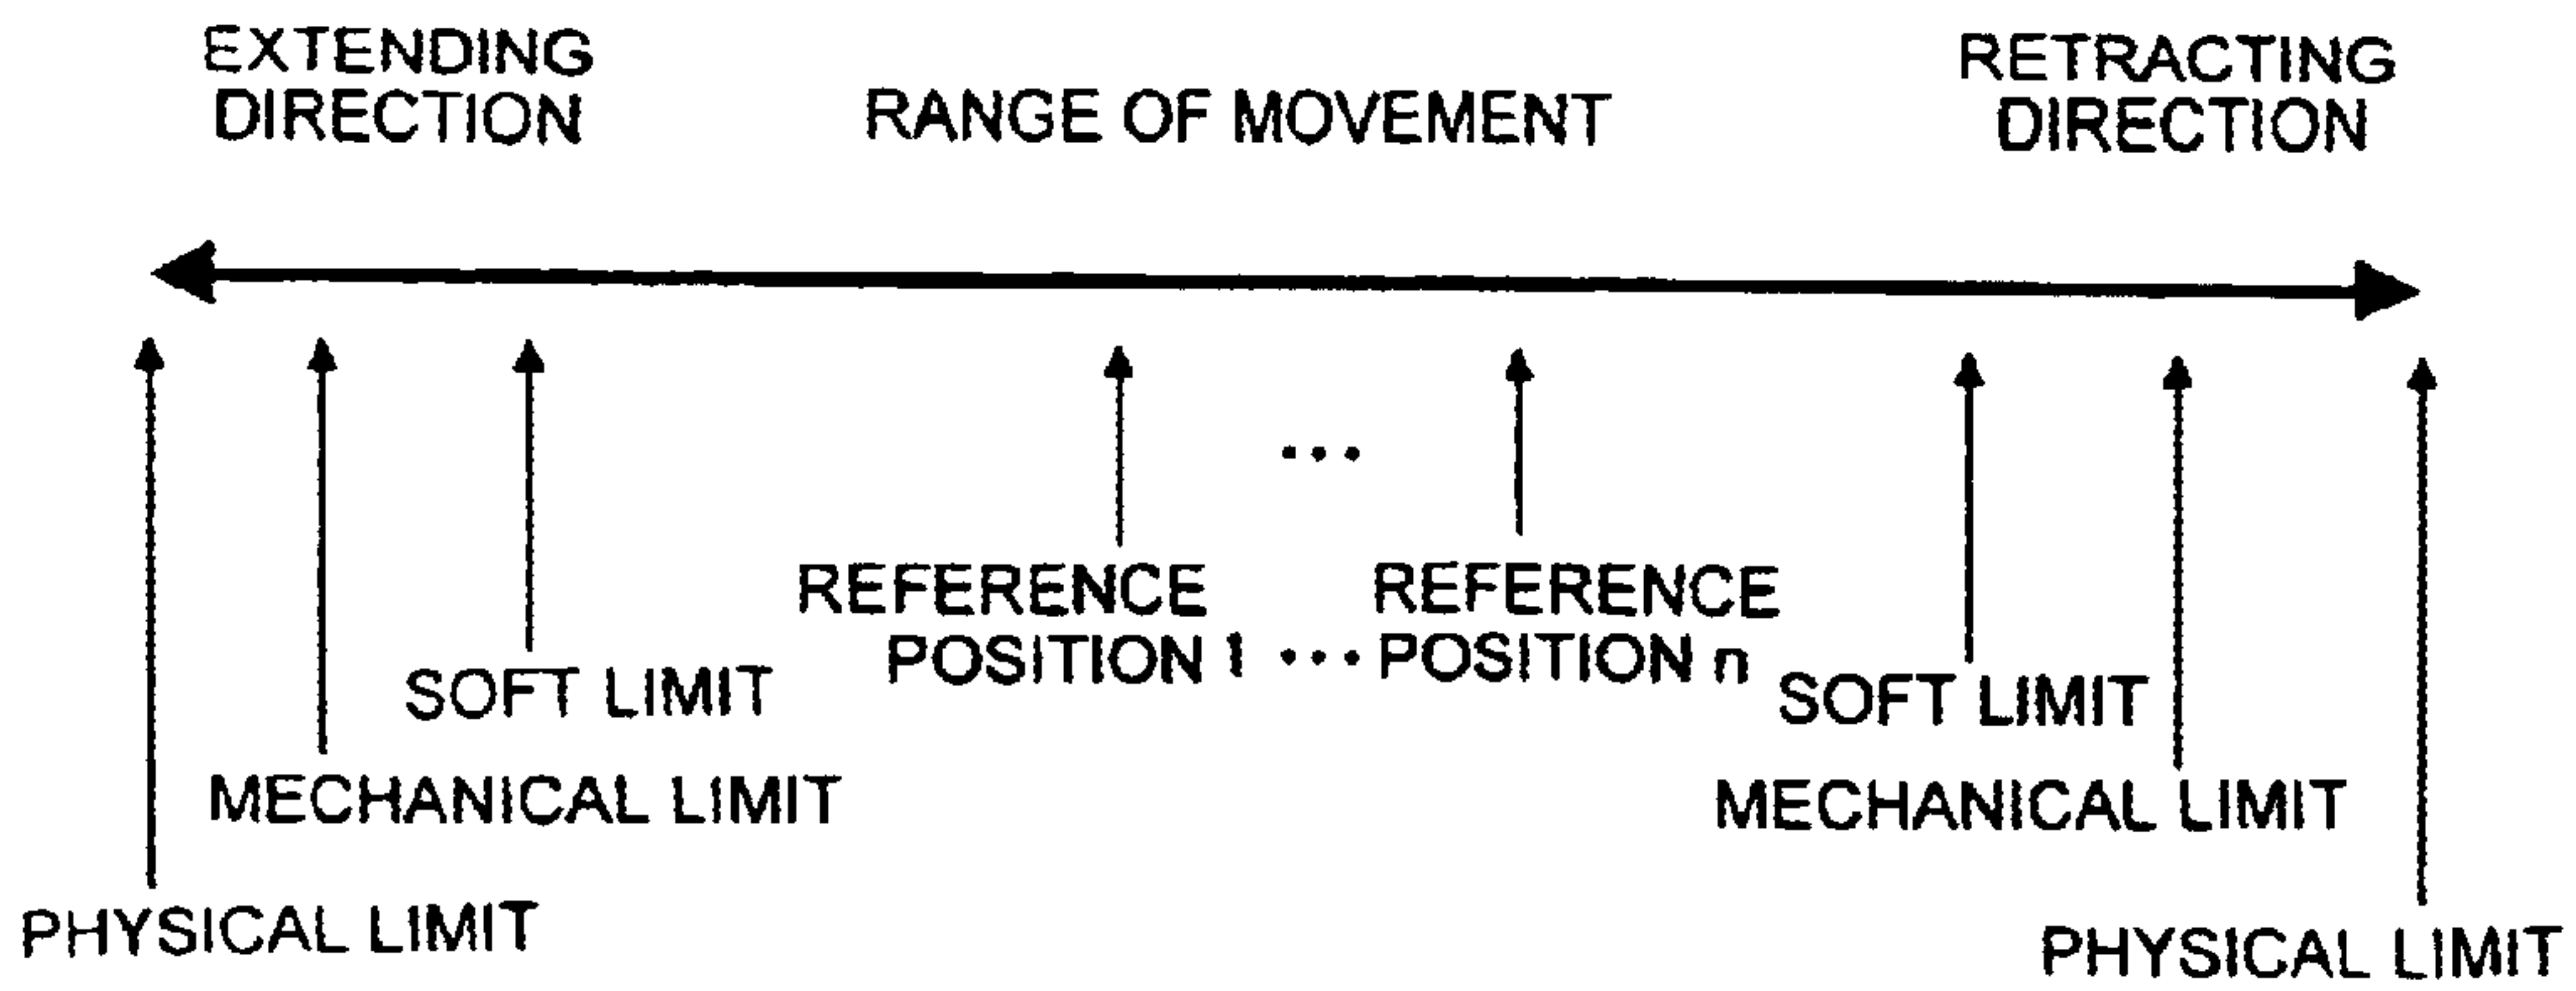 EXTENDING
DIRECTION
RANGE OF MOVEMENT
RETRACTING
DIRECTION
...
REFERENCE
POSITION 1
...
REFERENCE
POSITION n
SOFT LIMIT
SOFT LIMIT
MECHANICAL LIMIT
MECHANICAL LIMIT
PHYSICAL LIMIT
PHYSICAL LIMIT